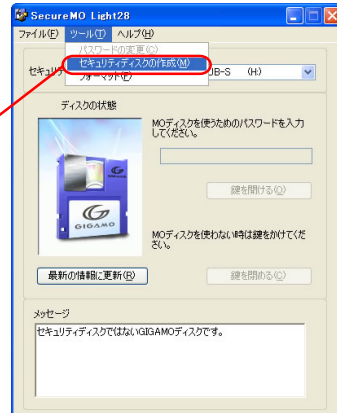 SecureMO Light28
ファイル(F) ツール(T) ヘルプ(H)
パスワードの変更(C)
セキュリティディスクの作成(M)
フォーマット(F)
セキュリ
UB-S (H:)
ディスクの状態
MOディスクを使うためのパスワードを入力
してください。
鍵を開ける(O)
GIGAMO
MOディスクを使わない時は鍵をかけてくだ
さい。
最新の情報に更新(R)
鍵を閉める(C)
メッセージ
セキュリティディスクではないGIGAMOディスクです。